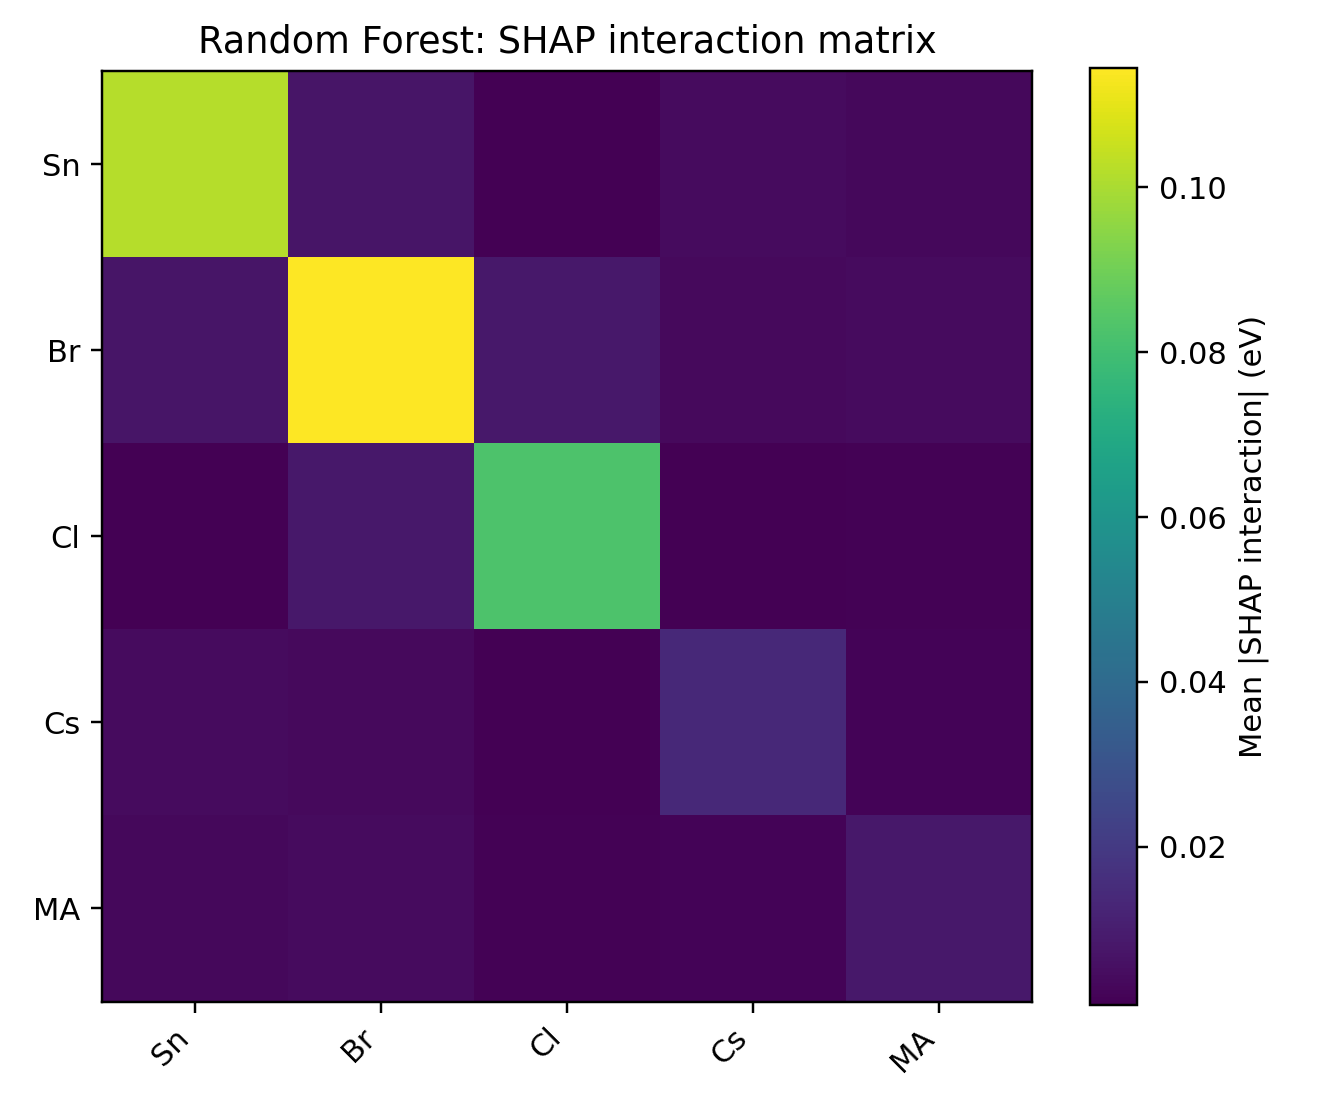 Random Forest: SHAP interaction matrix
Sn
Br
Cl
Cs
MA
Sn
Br
Cl
Cs
MA
0.10
0.08
0.06
0.04
0.02
Mean |SHAP interaction| (eV)